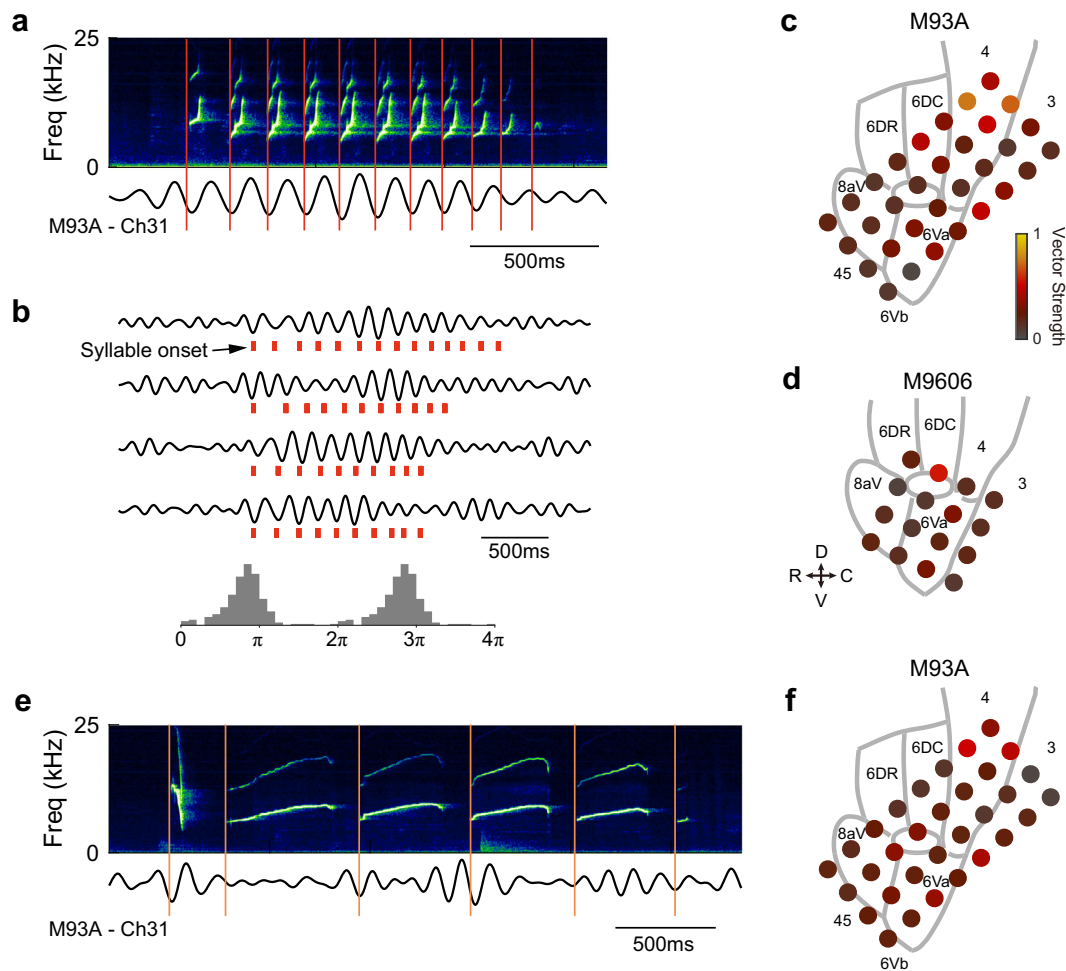 a
25
Freq (kHz)
0
M93A - Ch31
500ms
b
Syllable onset
500ms
0
π
2π
3π
4π
c
M93A
4
6DC
3
6DR
8aV
6Va
45
6Vb
1
Vector Strength
0
d
M9606
6DR
6DC
4
8aV
3
6Va
D
R
C
V
e
25
Freq (kHz)
0
M93A - Ch31
500ms
f
M93A
4
6DC
3
6DR
8aV
6Va
45
6Vb